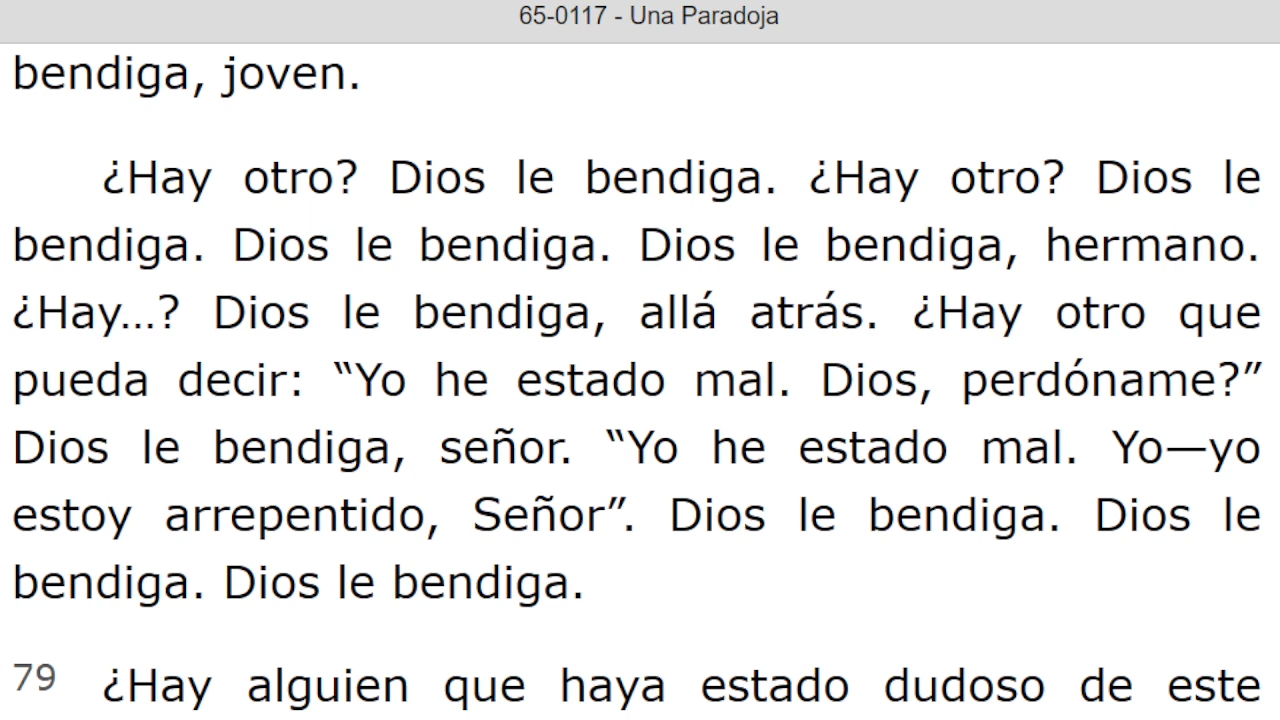 65-0117 - Una Paradoja
bendiga, joven.
¿Hay otro? Dios le bendiga. ¿Hay otro? Dios le
bendiga. Dios le bendiga. Dios le bendiga, hermano.
¿Hay...? Dios le bendiga, allá atrás. ¿Hay otro que
pueda decir: “Yo he estado mal. Dios, perdóname?”
Dios le bendiga, señor. “Yo he estado mal. Yo—yo
estoy arrepentido, Señor”. Dios le bendiga. Dios le
bendiga. Dios le bendiga.
79 ¿Hay alguien que haya estado dudoso de este